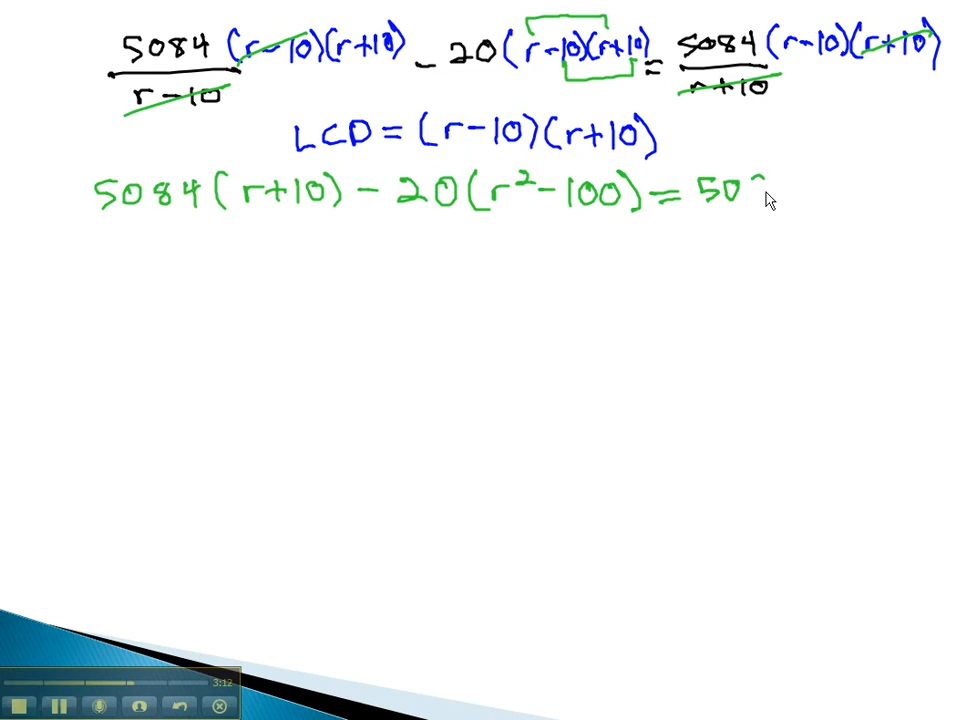 5084 (r-10)(r+10) - 20 (r-10)(r+10) = 5084 (r-10)(r+10)
r-10 r+10
LCD = (r-10)(r+10)
5084(r+10) - 20(r²-100) = 50
3:12